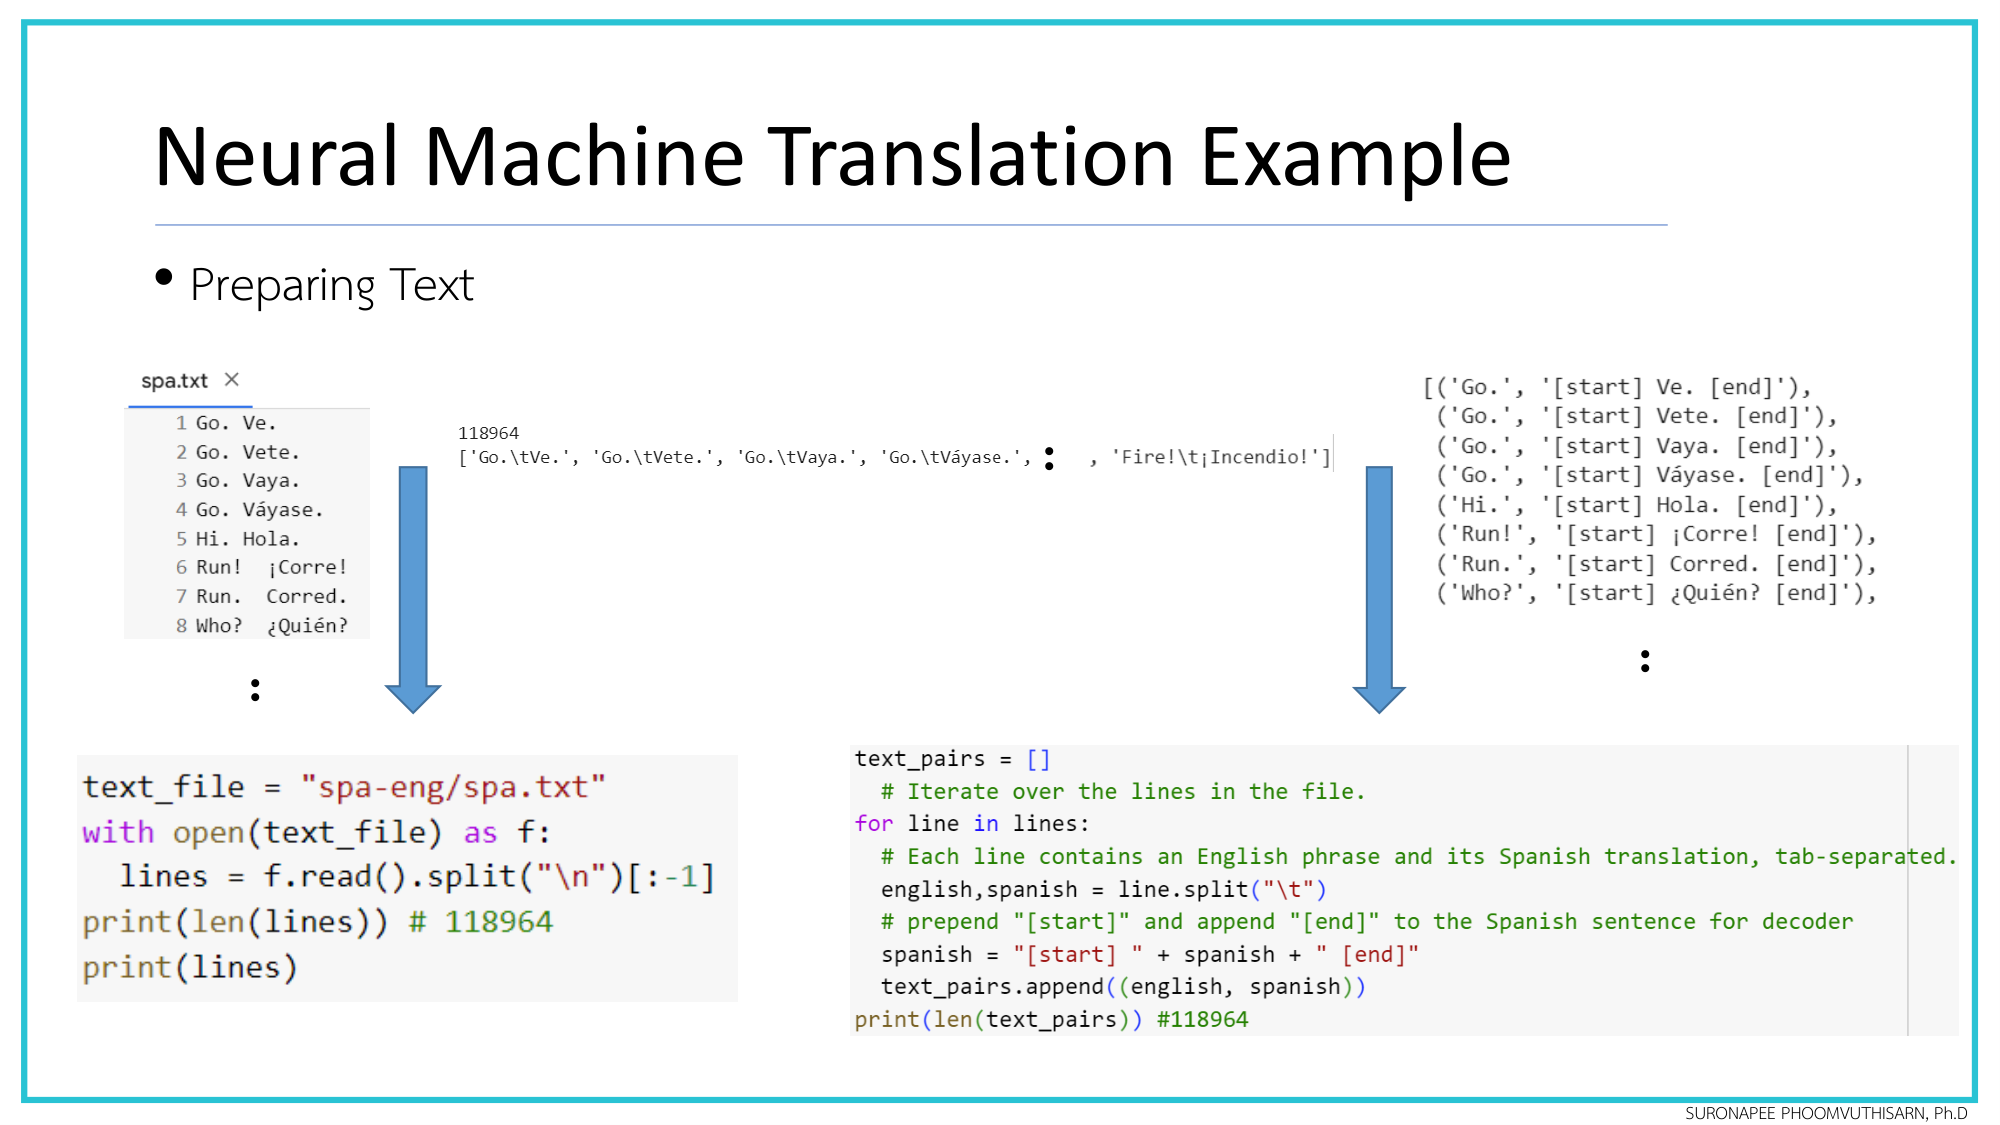 Neural Machine Translation Example
• Preparing Text
spa.txt ×
1 Go. Ve.
2 Go. Vete.
3 Go. Vaya.
4 Go. Váyase.
5 Hi. Hola.
6 Run! ¡Corre!
7 Run. Corred.
8 Who? ¿Quién?
:
118964
['Go.\tVe.', 'Go.\tVete.', 'Go.\tVaya.', 'Go.\tVáyase.', : , 'Fire!\t¡Incendio!']
[('Go.', '[start] Ve. [end]'),
('Go.', '[start] Vete. [end]'),
('Go.', '[start] Vaya. [end]'),
('Go.', '[start] Váyase. [end]'),
('Hi.', '[start] Hola. [end]'),
('Run!', '[start] ¡Corre! [end]'),
('Run.', '[start] Corred. [end]'),
('Who?', '[start] ¿Quién? [end]'),
:
text_file = "spa-eng/spa.txt"
with open(text_file) as f:
  lines = f.read().split("\n")[:-1]
print(len(lines)) # 118964
print(lines)
text_pairs = []
  # Iterate over the lines in the file.
for line in lines:
  # Each line contains an English phrase and its Spanish translation, tab-separated.
  english,spanish = line.split("\t")
  # prepend "[start]" and append "[end]" to the Spanish sentence for decoder
  spanish = "[start] " + spanish + " [end]"
  text_pairs.append((english, spanish))
print(len(text_pairs)) #118964
SURONAPEE PHOOMVUTHISARN, Ph.D